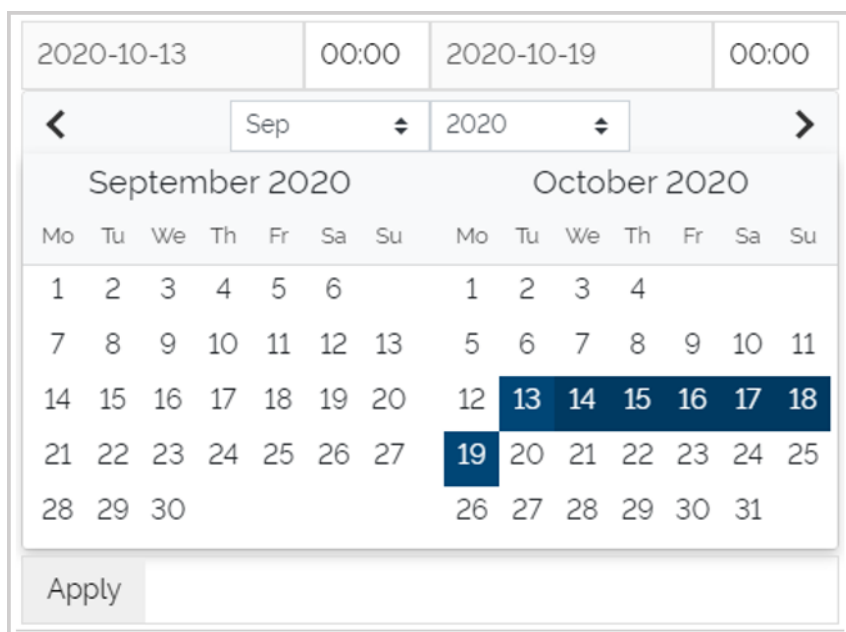 2020-10-13 00:00 2020-10-19 00:00
Sep 2020
September 2020 October 2020
Mo Tu We Th Fr Sa Su Mo Tu We Th Fr Sa Su
1 2 3 4 5 6 1 2 3 4
7 8 9 10 11 12 13 5 6 7 8 9 10 11
14 15 16 17 18 19 20 12 13 14 15 16 17 18
21 22 23 24 25 26 27 19 20 21 22 23 24 25
28 29 30 26 27 28 29 30 31
Apply